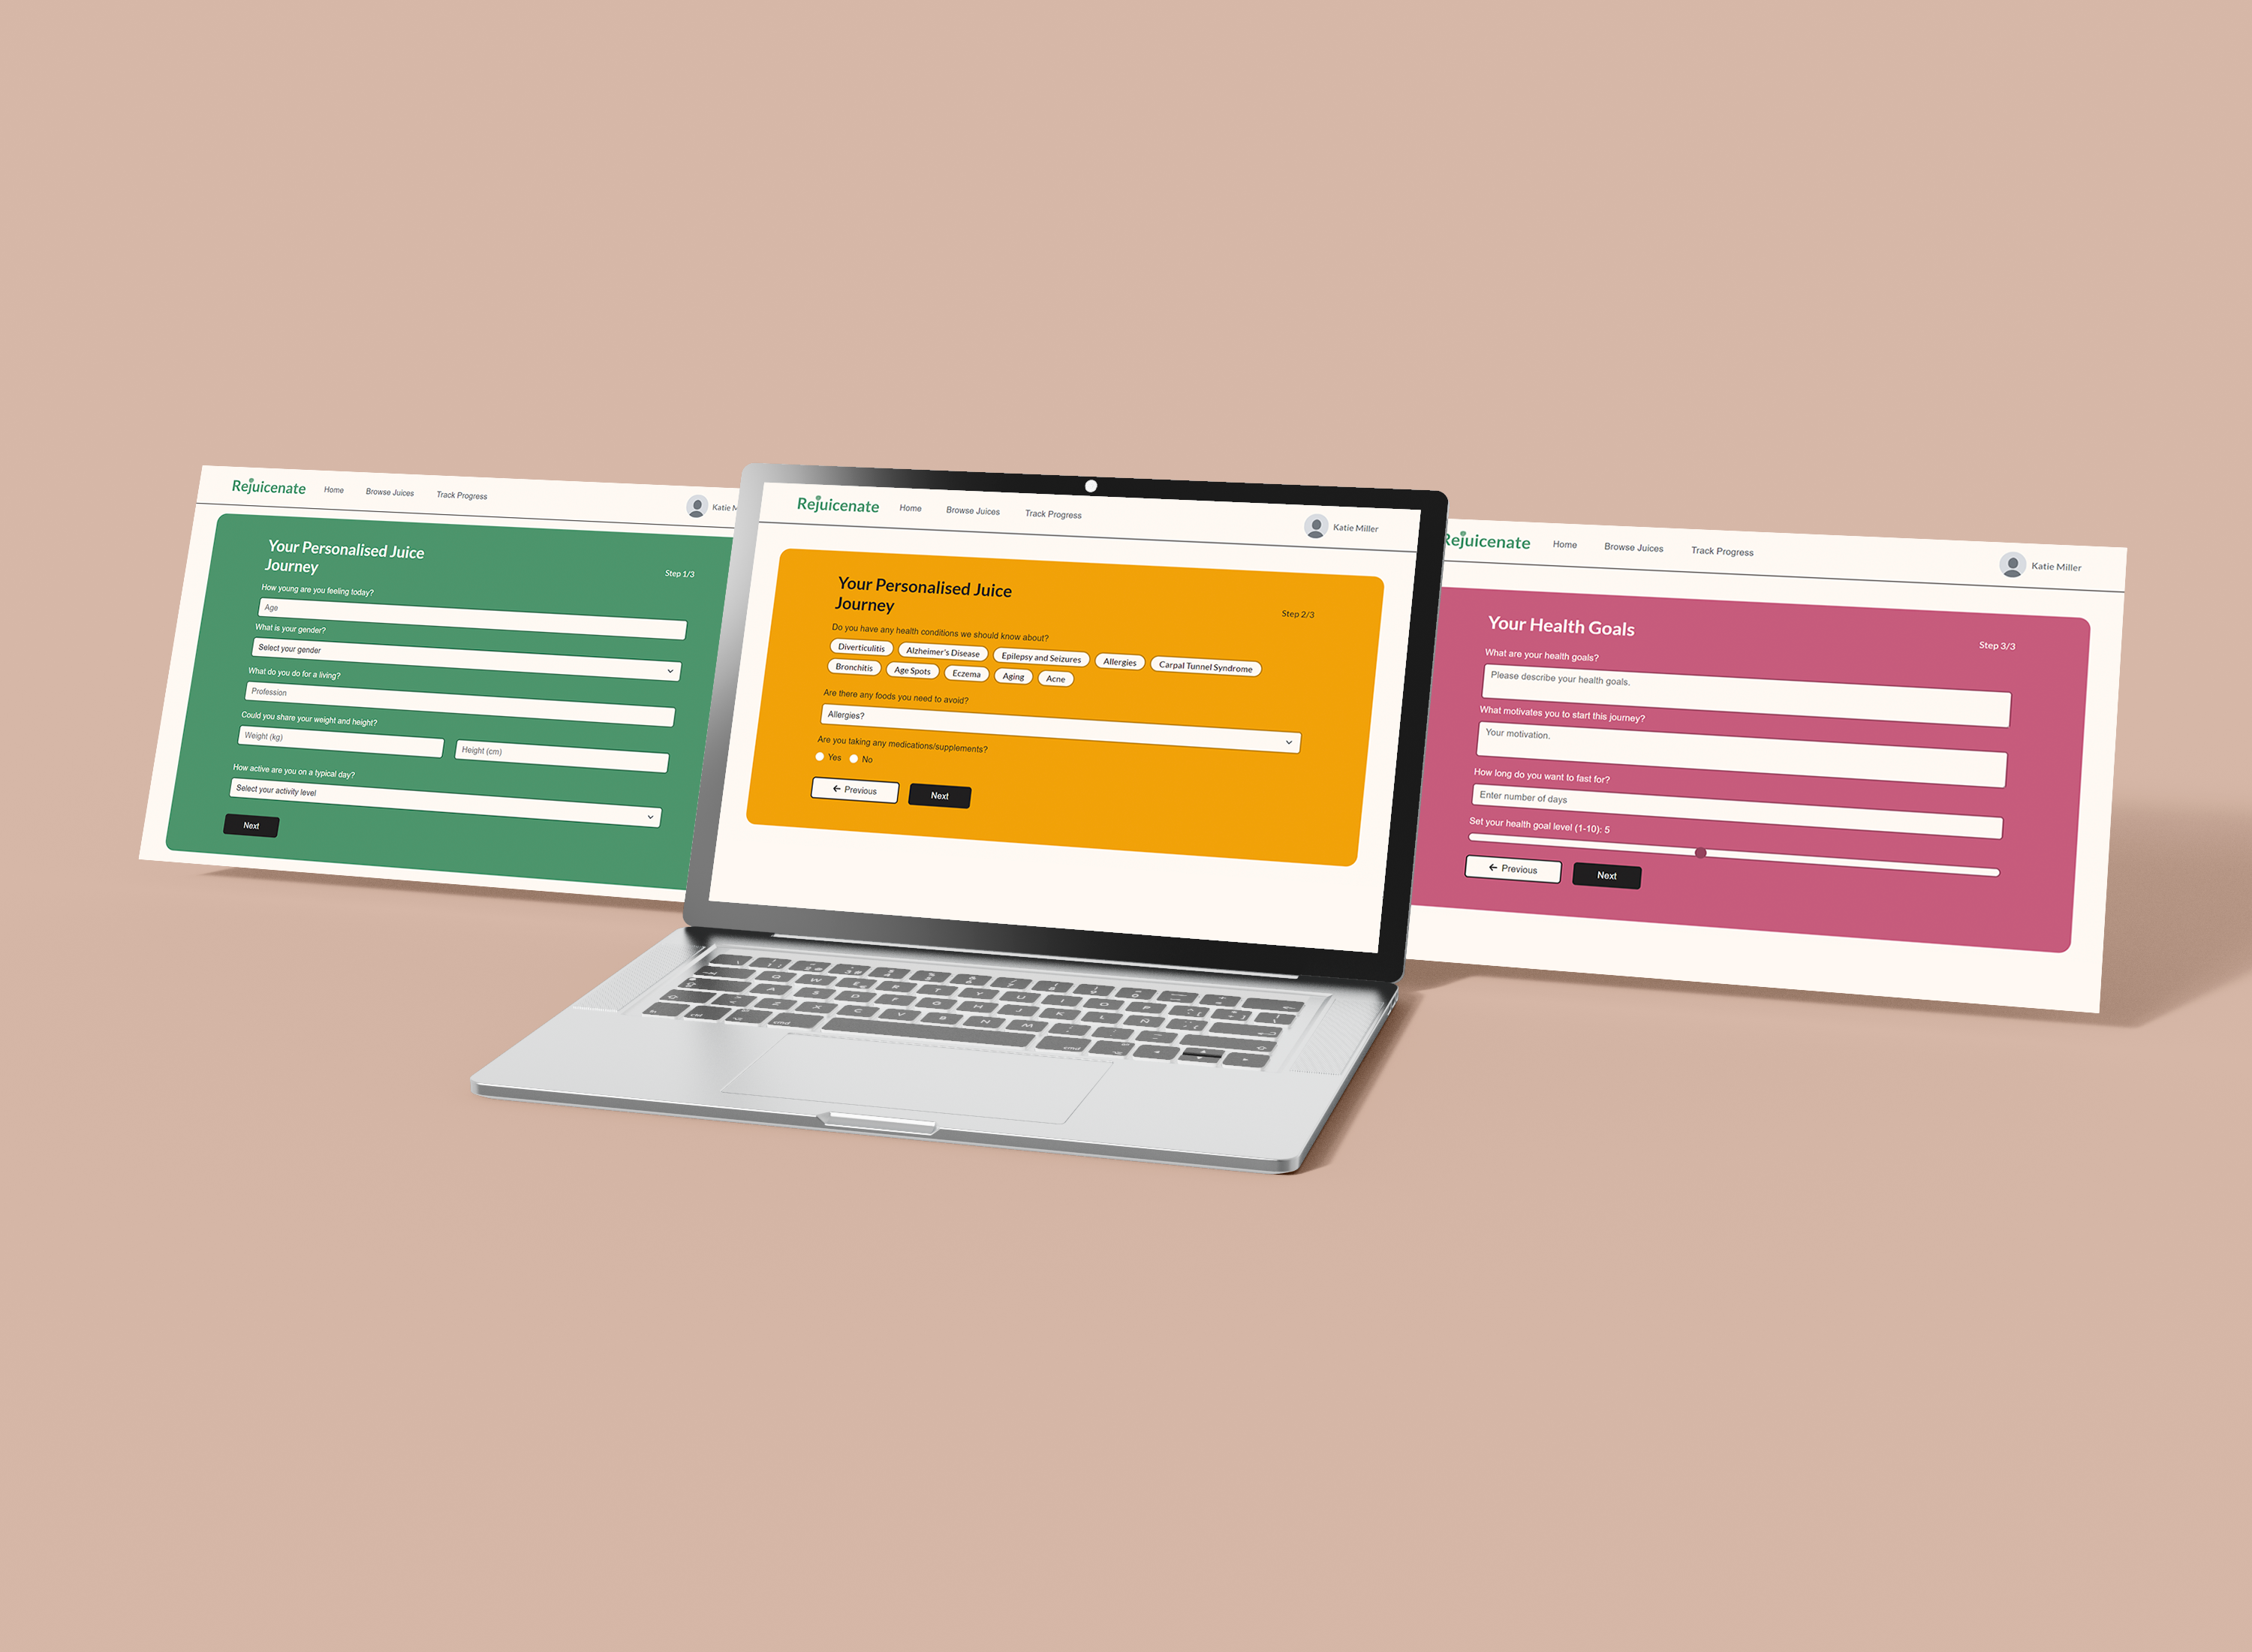 Rejuicenate
Home
Browse Juices
Track Progress
Katie M
Your Personalised Juice
Journey
Step 1/3
How young are you feeling today?
Age
What is your gender?
Select your gender
What do you do for a living?
Profession
Could you share your weight and height?
Weight (kg)
Height (cm)
How active are you on a typical day?
Select your activity level
Next
Rejuicenate
Home
Browse Juices
Track Progress
Katie Miller
Your Personalised Juice
Journey
Step 2/3
Do you have any health conditions we should know about?
Diverticulitis
Alzheimer's Disease
Epilepsy and Seizures
Allergies
Carpal Tunnel Syndrome
Bronchitis
Age Spots
Eczema
Aging
Acne
Are there any foods you need to avoid?
Allergies?
Are you taking any medications/supplements?
Yes
No
← Previous
Next
Rejuicenate
Home
Browse Juices
Track Progress
Katie Miller
Your Health Goals
Step 3/3
What are your health goals?
Please describe your health goals.
What motivates you to start this journey?
Your motivation.
How long do you want to fast for?
Enter number of days
Set your health goal level (1-10): 5
← Previous
Next
Q W E R T Y U I O P
A S D F G H J K L Ñ
Z X C V B N M
cmd
cmd